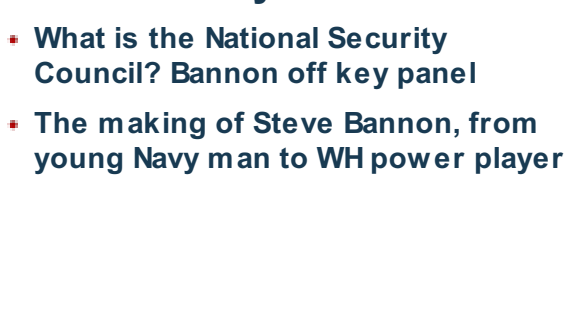 What is the National Security
Council? Bannon off key panel
The making of Steve Bannon, from
young Navy man to WH power player